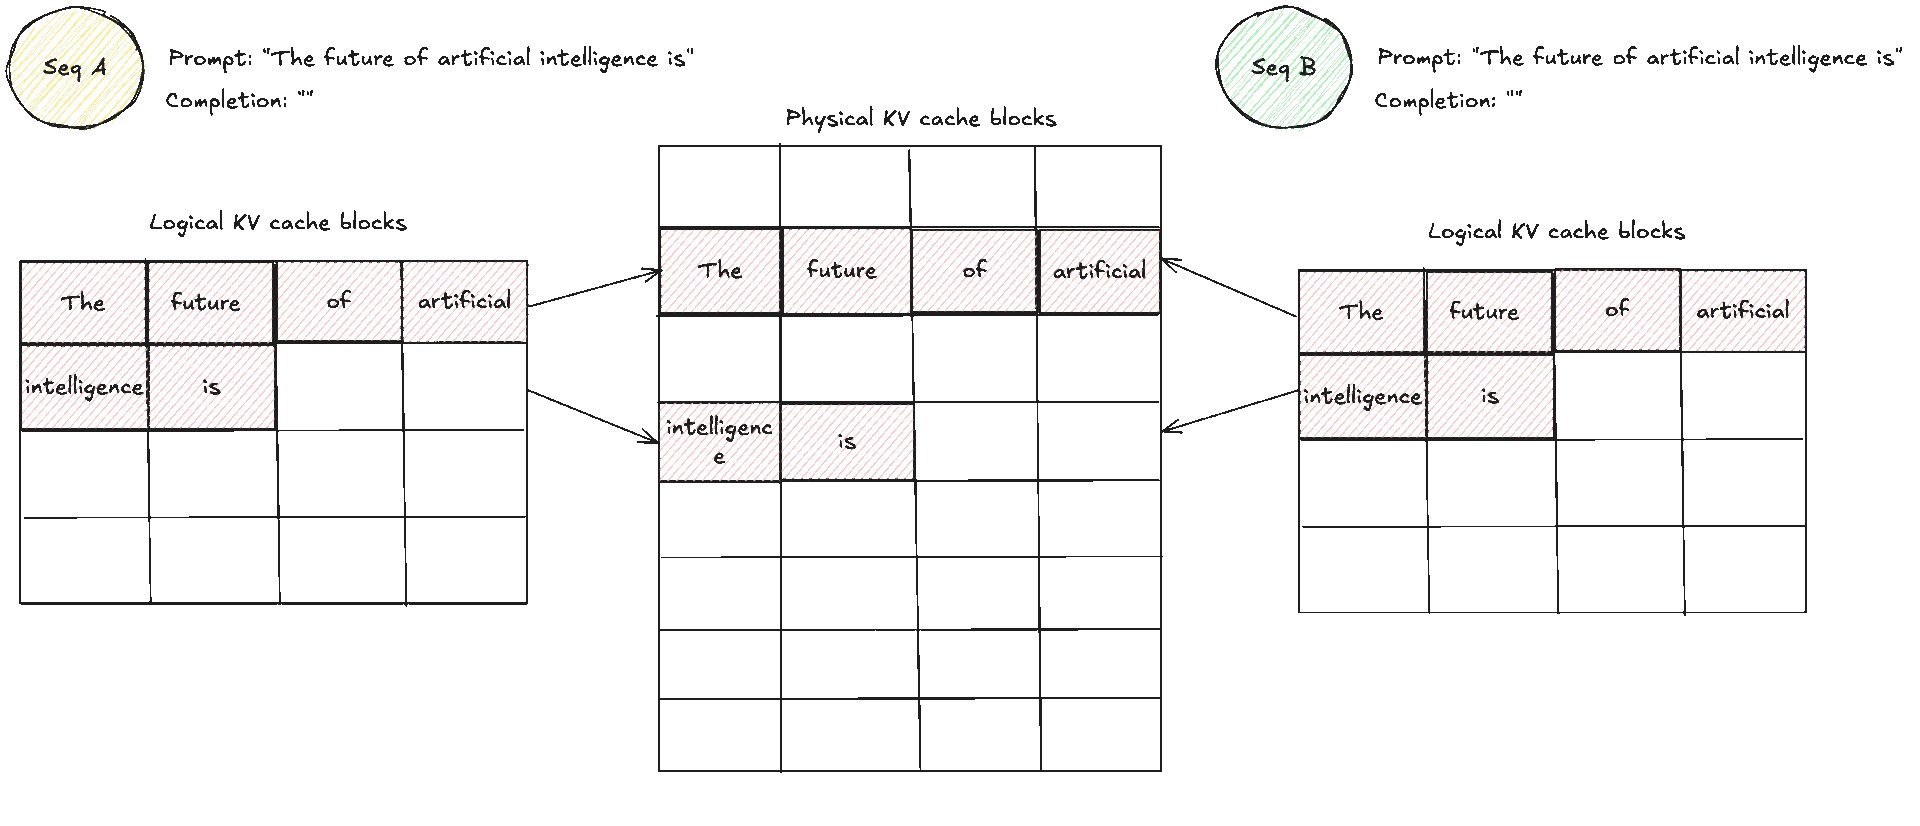 Seq A
Prompt: "The future of artificial intelligence is"
Completion: ""
Seq B
Prompt: "The future of artificial intelligence is"
Completion: ""
Logical KV cache blocks
The future of artificial
intelligence is
Physical KV cache blocks
The future of artificial
intelligenc
e
is
Logical KV cache blocks
The future of artificial
intelligence is